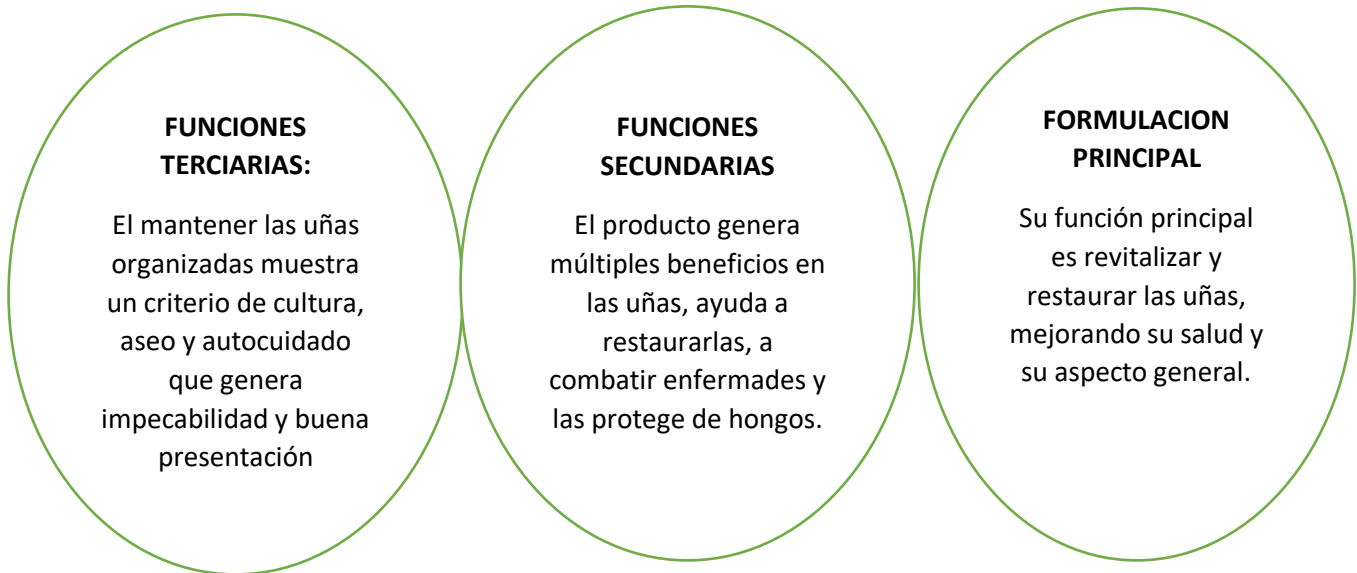 FUNCIONES
TERCIARIAS:
El mantener las uñas
organizadas muestra
un criterio de cultura,
aseo y autocuidado
que genera
impecabilidad y buena
presentación
FUNCIONES
SECUNDARIAS
El producto genera
múltiples beneficios en
las uñas, ayuda a
restaurarlas, a
combatir enfermades y
las protege de hongos.
FORMULACION
PRINCIPAL
Su función principal
es revitalizar y
restaurar las uñas,
mejorando su salud y
su aspecto general.